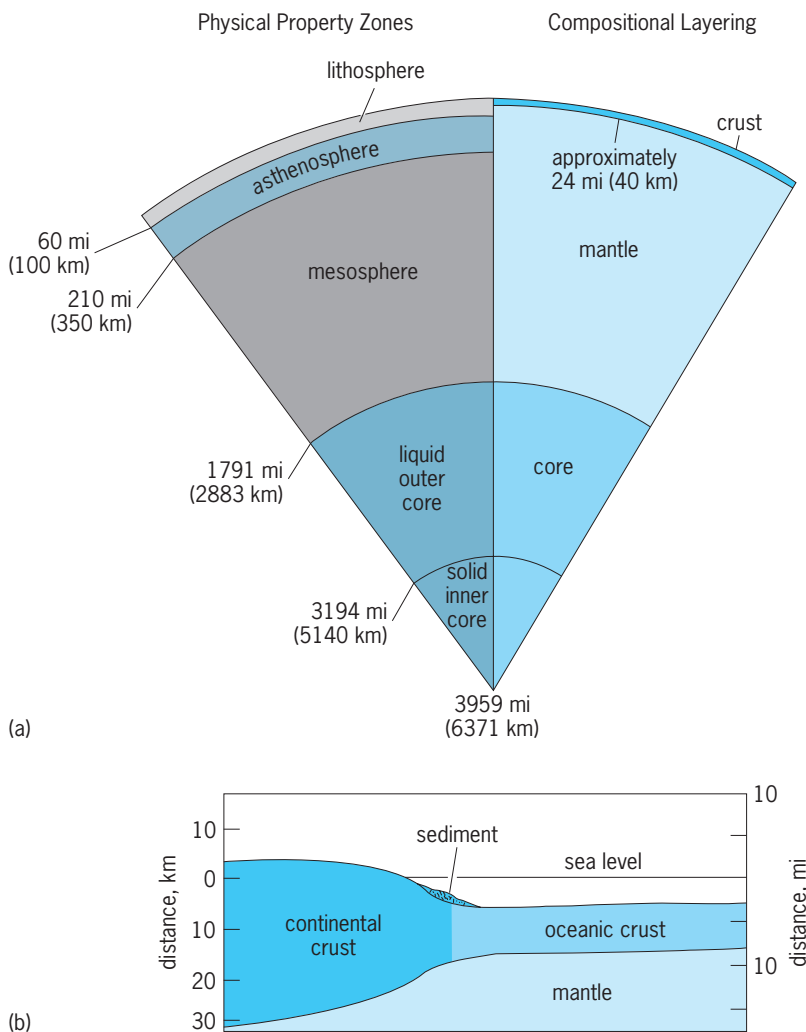 Physical Property Zones
Compositional Layering
lithosphere
crust
asthenosphere
approximately
24 mi (40 km)
60 mi
(100 km)
mesosphere
mantle
210 mi
(350 km)
1791 mi
(2883 km)
liquid
outer
core
core
3194 mi
(5140 km)
solid
inner
core
3959 mi
(6371 km)
(a)
10
10
sediment
sea level
0
distance, km
distance, mi
10
continental
crust
oceanic crust
10
20
mantle
30
(b)